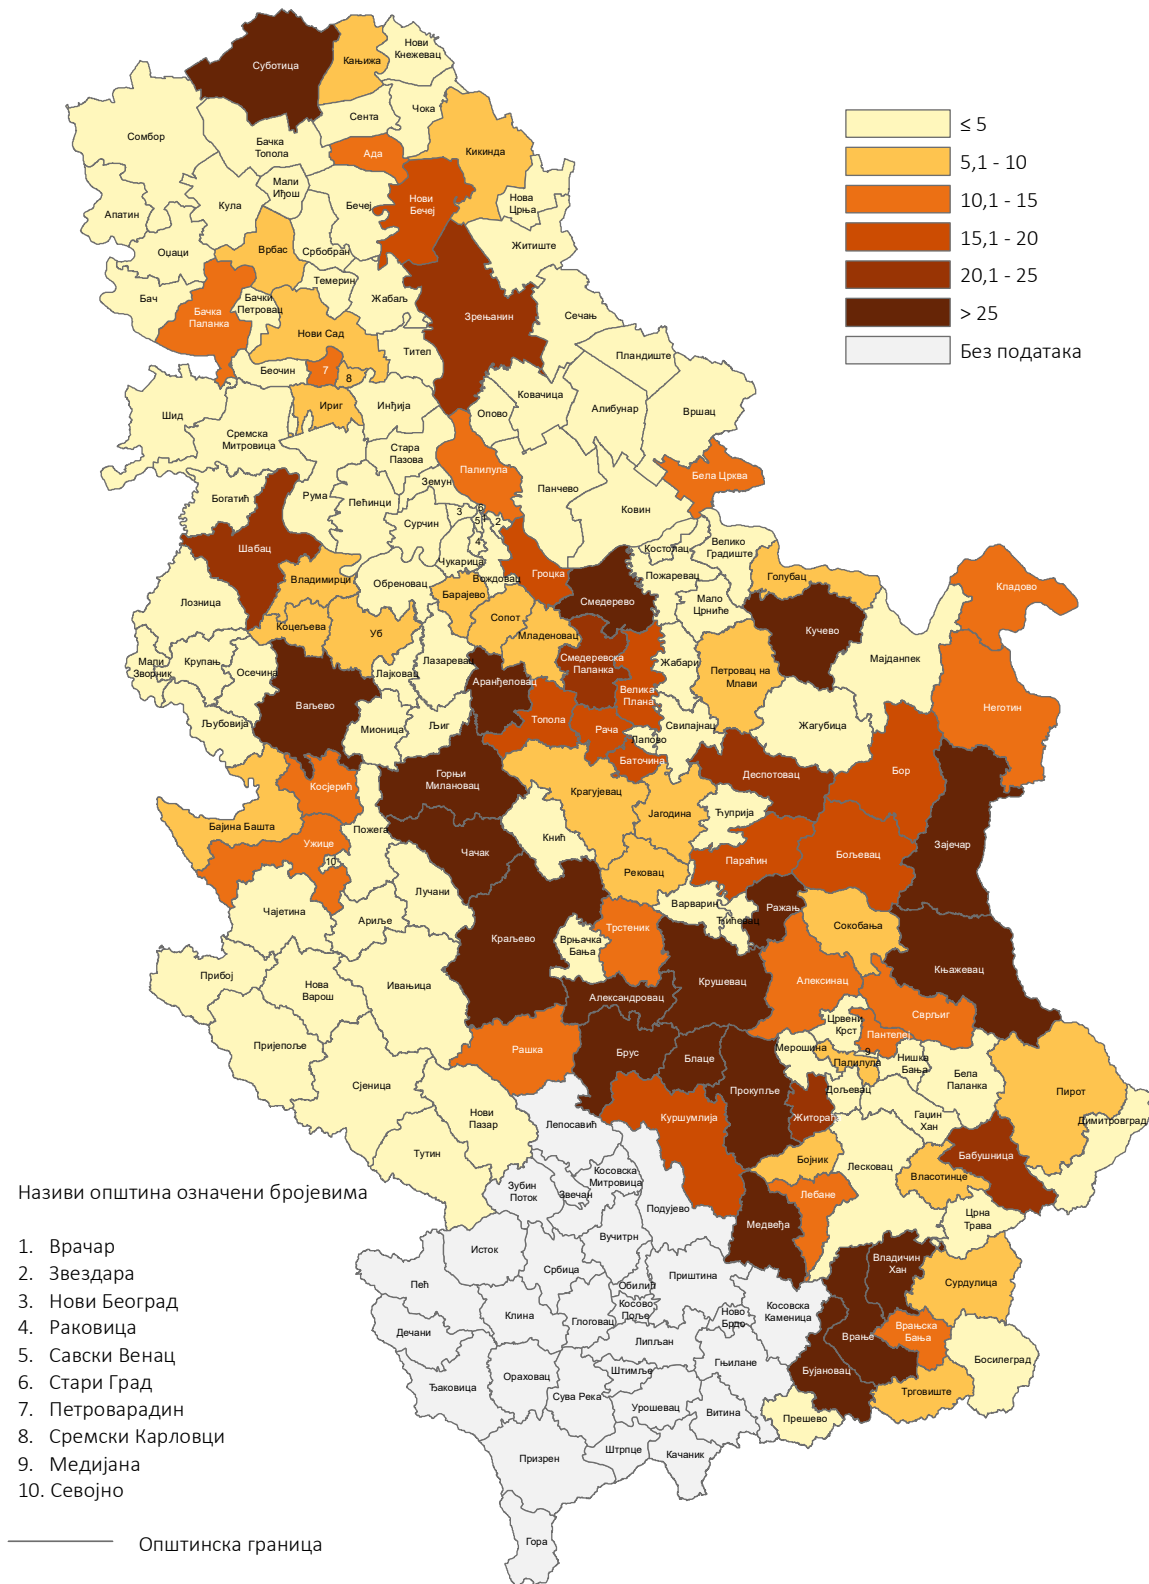 Суботица
Кањижа
Нови
Кнежевац
Чока
Сента
Сомбор
Бачка
Топола
Ада
Кикинда
Мали
Иђош
Апатин
Кула
Бечеј
Нови
Бечеј
Нова
Црња
Оџаци
Врбас
Србобран
Житиште
Бач
Темерин
Бачка
Паланка
Бачки
Петровац
Жабаљ
Зрењанин
Сечањ
Нови Сад
Тител
Пландиште
Беочин
7
8
Ириг
Инђија
Опово
Ковачица
Алибунар
Вршац
Шид
Сремска
Митровица
Стара
Пазова
Палилула
Бела Црква
Земун
Панчево
Богатић
Рума
Пећинци
Сурчин
3
6
5
1
2
4
Ковин
Чукарица
Шабац
Костолац
Велико
Градиште
Вождовац
Гроцка
Пожаревац
Голубац
Владимирци
Обреновац
Барајево
Смедерево
Мало
Црниће
Кладово
Лозница
Коцељева
Уб
Сопот
Младеновац
Кучево
Мали
Зворник
Крупањ
Осечина
Лајковац
Лазаревац
Смедеревска
Паланка
Жабари
Петровац на
Млави
Мајданпек
Аранђеловац
Велика
Плана
Неготин
Љубовија
Ваљево
Мионица
Љиг
Топола
Рача
Лапово
Свилајнац
Жагубица
Баточина
Косјерић
Горњи
Милановац
Крагујевац
Деспотовац
Бор
Бајина Башта
Пожега
Јагодина
Ћуприја
Ужице
10
Чачак
Кнић
Параћин
Бољевац
Зајечар
Рековац
Лучани
Чајетина
Ариље
Варварин
Ћићевац
Ражањ
Сокобања
Краљево
Врњачка
Бања
Трстеник
Прибој
Нова
Варош
Ивањица
Крушевац
Алексинац
Књажевац
Александровац
Сврљиг
Црвени
Крст
Пантелеј
Пријепоље
Рашка
Брус
Блаце
Мерошина
9
Палилула
Нишка
Бања
Бела
Паланка
Пирот
Сјеница
Прокупље
Дољевац
Житорађа
Гаџин
Хан
Димитровград
Нови
Пазар
Куршумлија
Лепосавић
Тутин
Бојник
Лесковац
Бабушница
Власотинце
Косовска
Митровица
Зубин
Поток
Звечан
Лебане
Подујево
Медвеђа
Црна
Трава
Вучитрн
Исток
Србица
Владичин
Хан
Пећ
Обилић
Приштина
Сурдулица
Клина
Косово
Поље
Ново
Брдо
Косовска
Каменица
Глоговац
Дечани
Липљан
Врање
Врањска
Бања
Гњилане
Босилеград
Ђаковица
Ораховац
Штимље
Сува Река
Бујановац
Трговиште
Урошевац
Витина
Прешево
Призрен
Штрпце
Качаник
Гора
≤ 5
5,1 - 10
10,1 - 15
15,1 - 20
20,1 - 25
> 25
Без података
Називи општина означени бројевима
1. Врачар
2. Звездара
3. Нови Београд
4. Раковица
5. Савски Венац
6. Стари Град
7. Петроварадин
8. Сремски Карловци
9. Медијана
10. Севојно
Општинска граница